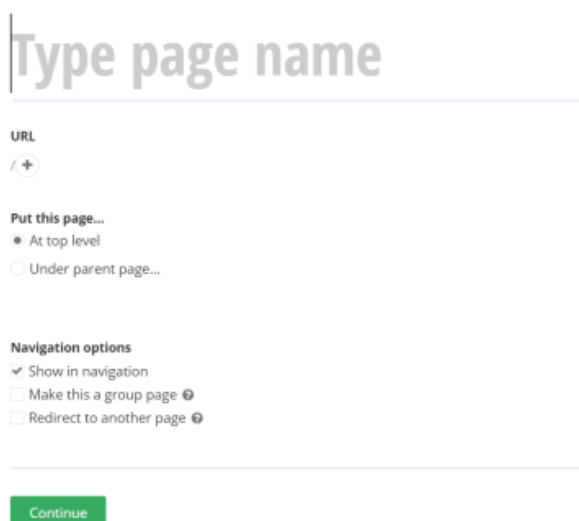 Type page name
URL
/
Put this page...
At top level
Under parent page...
Navigation options
Show in navigation
Make this a group page
Redirect to another page
Continue